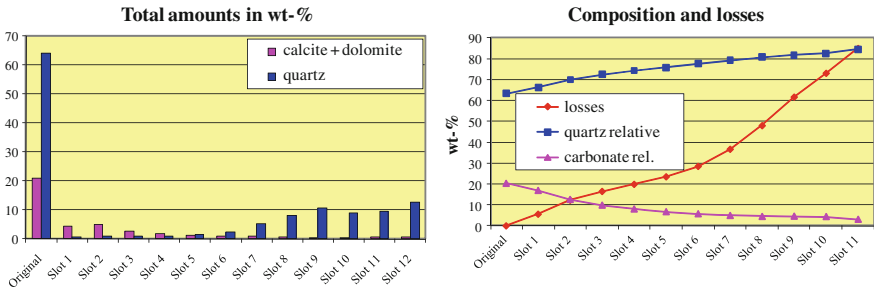 Total amounts in wt-%
70
60
50
40
30
20
10
0
calcite + dolomite
quartz
Original
Slot 1
Slot 2
Slot 3
Slot 4
Slot 5
Slot 6
Slot 7
Slot 8
Slot 9
Slot 10
Slot 11
Slot 12
Composition and losses
wt-%
90
80
70
60
50
40
30
20
10
0
losses
quartz relative
carbonate rel.
Original
Slot 1
Slot 2
Slot 3
Slot 4
Slot 5
Slot 6
Slot 7
Slot 8
Slot 9
Slot 10
Slot 11